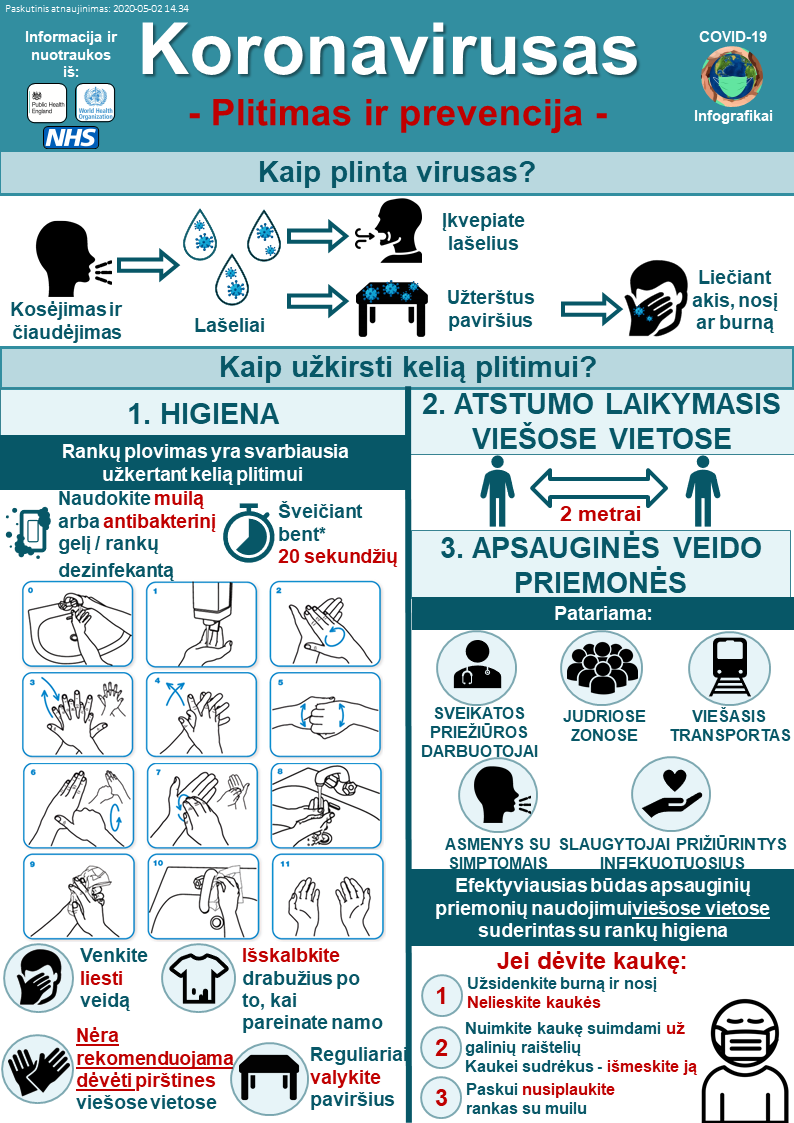 Paskutinis atnaujinimas: 2020-05-02 14.34
Informacija ir
nuotraukos
iš:
Public Health
England
World Health
Organization
NHS
Koronavirusas
- Plitimas ir prevencija -
COVID-19
Infografikai
Kaip plinta virusas?
Kosėjimas ir
čiaudėjimas
Lašeliai
Įkvepiate
lašelius
Užterštus
paviršius
Liečiant
akis, nosį
ar burną
Kaip užkirsti kelią plitimui?
1. HIGIENA
Rankų plovimas yra svarbiausia
užkertant kelią plitimui
Naudokite muilą
arba antibakterinį
gelį / rankų
dezinfekantą
Šveičiant
bent*
20 sekundžių
0
1
2
3
4
5
6
7
8
9
10
11
Venkite
liesti
veidą
Išskalbkite
drabužius po
to, kai
pareinate namo
Nėra
rekomenduojama
dėvėti pirštines
viešose vietose
Reguliariai
valykite
paviršius
2. ATSTUMO LAIKYMASIS
VIEŠOSE VIETOSE
2 metrai
3. APSAUGINĖS VEIDO
PRIEMONĖS
Patariama:
SVEIKATOS
PRIEŽIŪROS
DARBUOTOJAI
JUDRIOSE
ZONOSE
VIEŠASIS
TRANSPORTAS
ASMENYS SU
SIMPTOMAIS
SLAUGYTOJAI PRIŽIŪRINTYS
INFEKUOTUOSIUS
Efektyviausias būdas apsauginių
priemonių naudojimui viešose vietose
suderintas su rankų higiena
Jei dėvite kaukę:
1
Užsidenkite burną ir nosį
Nelieskite kaukės
2
Nuimkite kaukę suimdami už
galinių raištelių
Kaukei sudrėkus - išmeskite ją
3
Paskui nusiplaukite
rankas su muilu